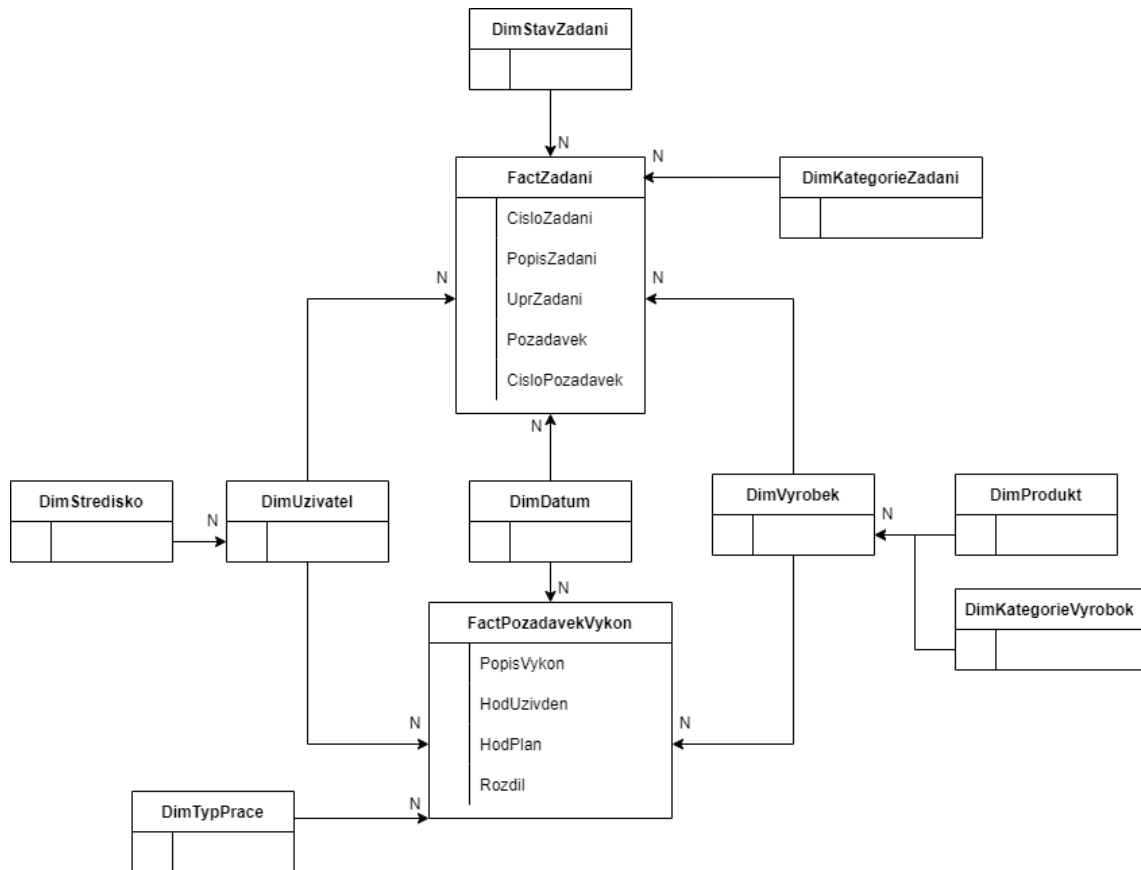 DimStavZadani
N
N
FactZadani
DimKategorieZadani
CisloZadani
PopisZadani
N
N
UprZadani
Pozadavek
CisloPozadavek
N
DimStredisko
DimUzivatel
DimDatum
DimVyrobek
DimProdukt
N
N
N
DimKategorieVyrobok
FactPozadavekVykon
PopisVykon
HodUzivden
N
N
HodPlan
Rozdil
N
DimTypPrace